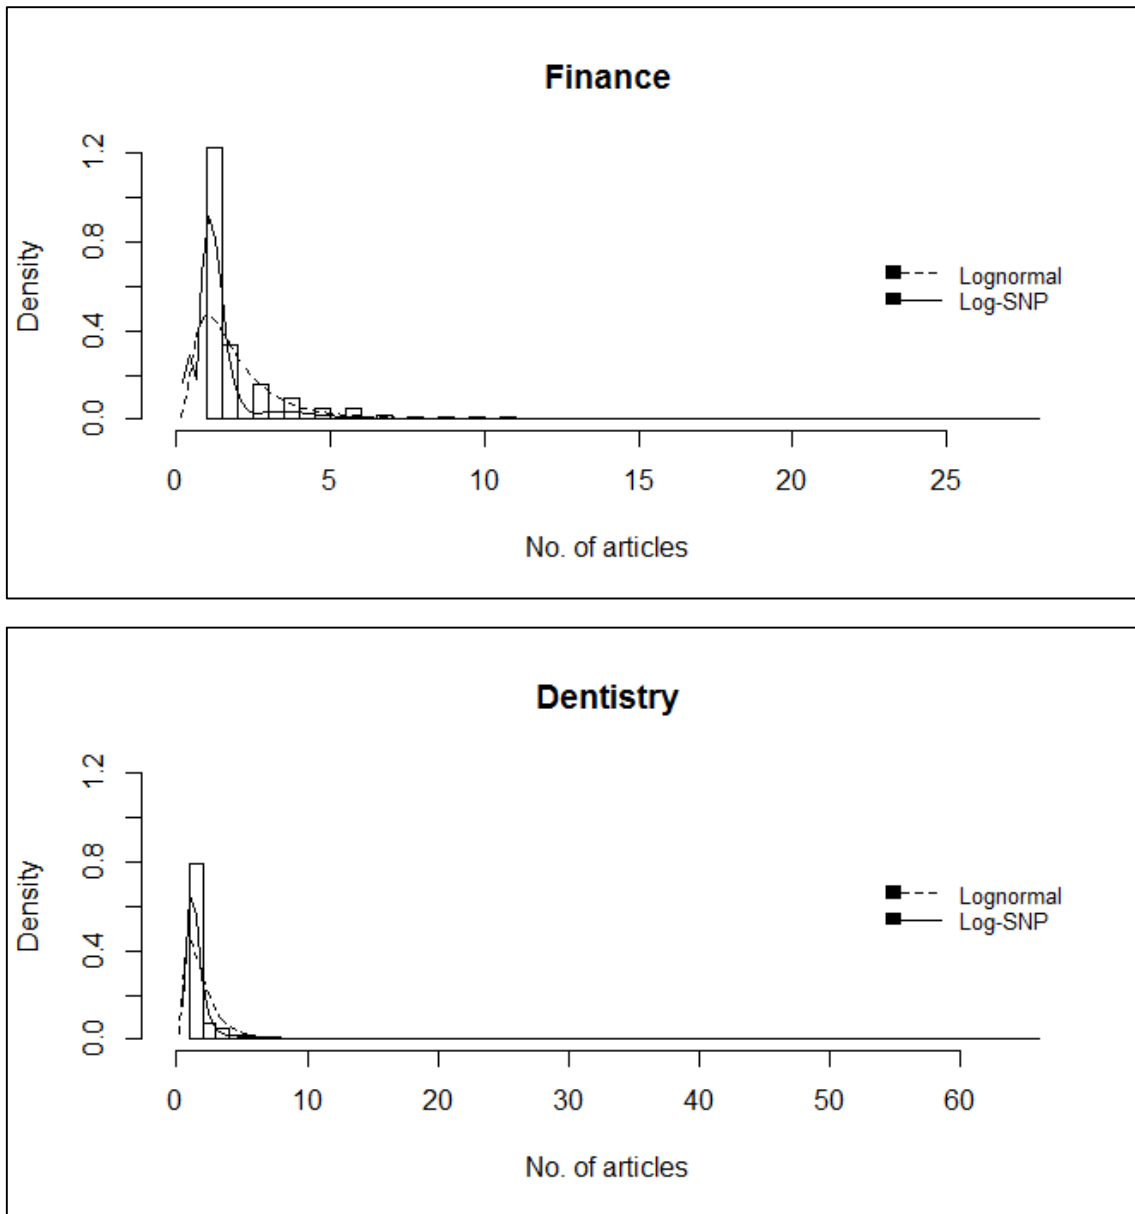 Finance
Density
0.0 0.4 0.8 1.2
Lognormal
Log-SNP
0 5 10 15 20 25
No. of articles
Dentistry
Density
0.0 0.4 0.8 1.2
Lognormal
Log-SNP
0 10 20 30 40 50 60
No. of articles